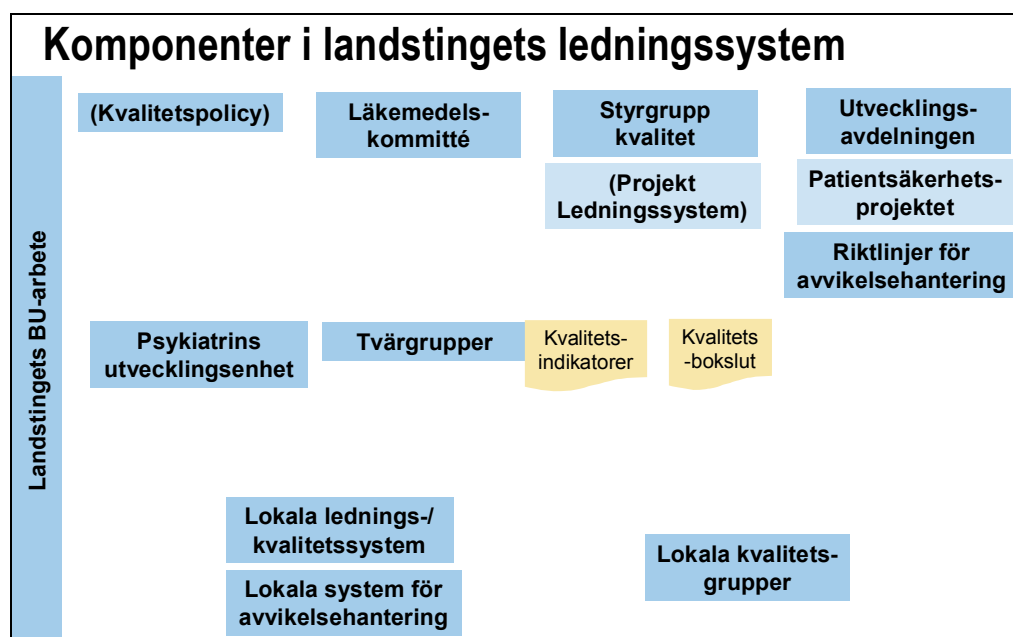 Komponenter i landstingets ledningssystem
Landstingets BU-arbete
(Kvalitetspolicy)
Läkemedels-
kommitté
Styrgrupp
kvalitet
Utvecklings-
avdelningen
(Projekt
Ledningssystem)
Patientsäkerhets-
projektet
Riktlinjer för
avvikelsehantering
Psykiatrins
utvecklingsenhet
Tvärgrupper
Kvalitets-
indikatorer
Kvalitets
-bokslut
Lokala lednings-/
kvalitetssystem
Lokala system för
avvikelsehantering
Lokala kvalitets-
grupper